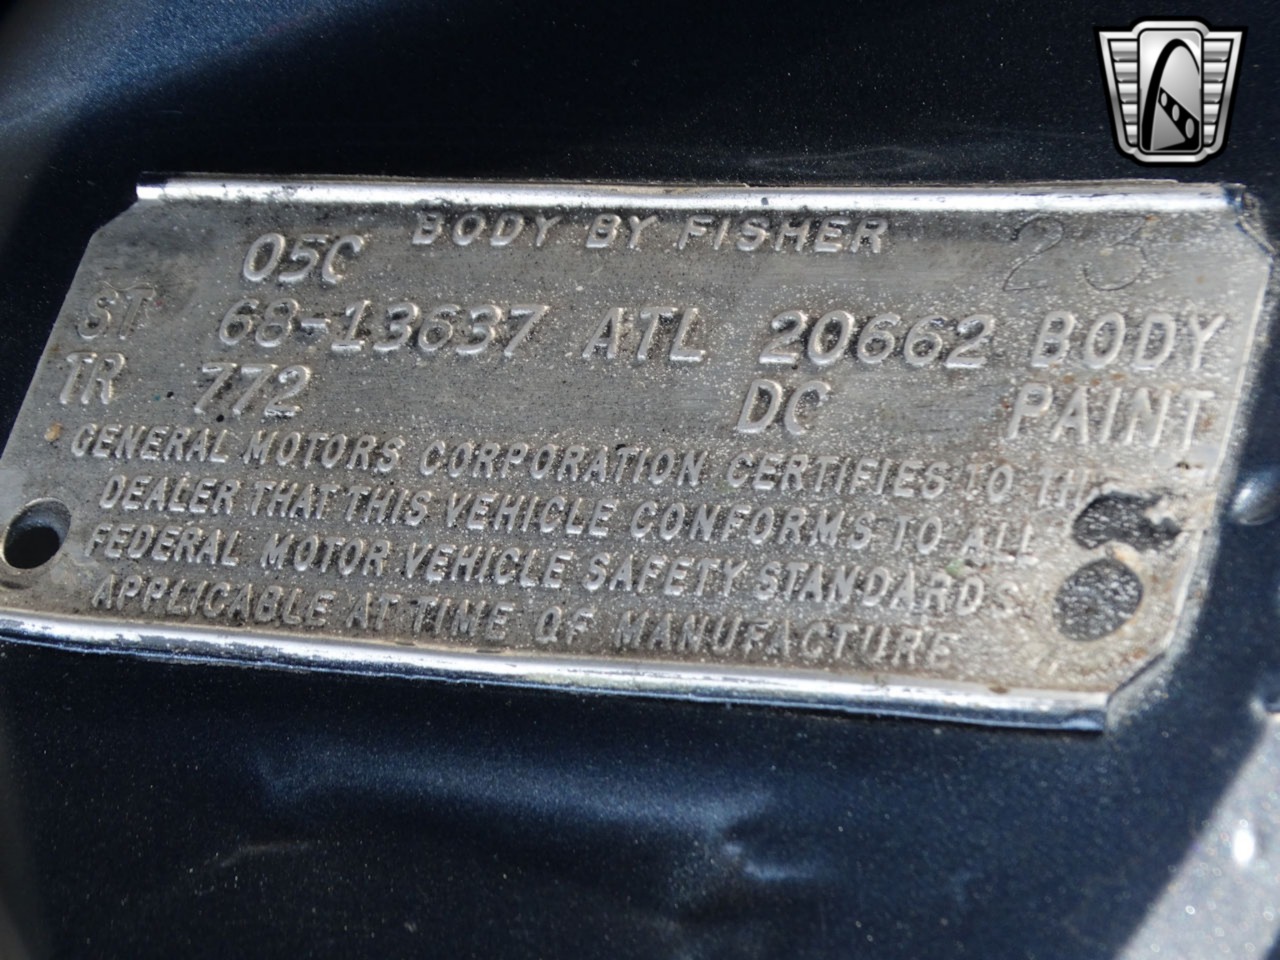 BODY BY FISHER 23
05C
ST 68-13637 ATL 20662 BODY
TR 772 DC PAINT
GENERAL MOTORS CORPORATION CERTIFIES TO TH
DEALER THAT THIS VEHICLE CONFORMS TO ALL
FEDERAL MOTOR VEHICLE SAFETY STANDARDS
APPLICABLE AT TIME OF MANUFACTURE